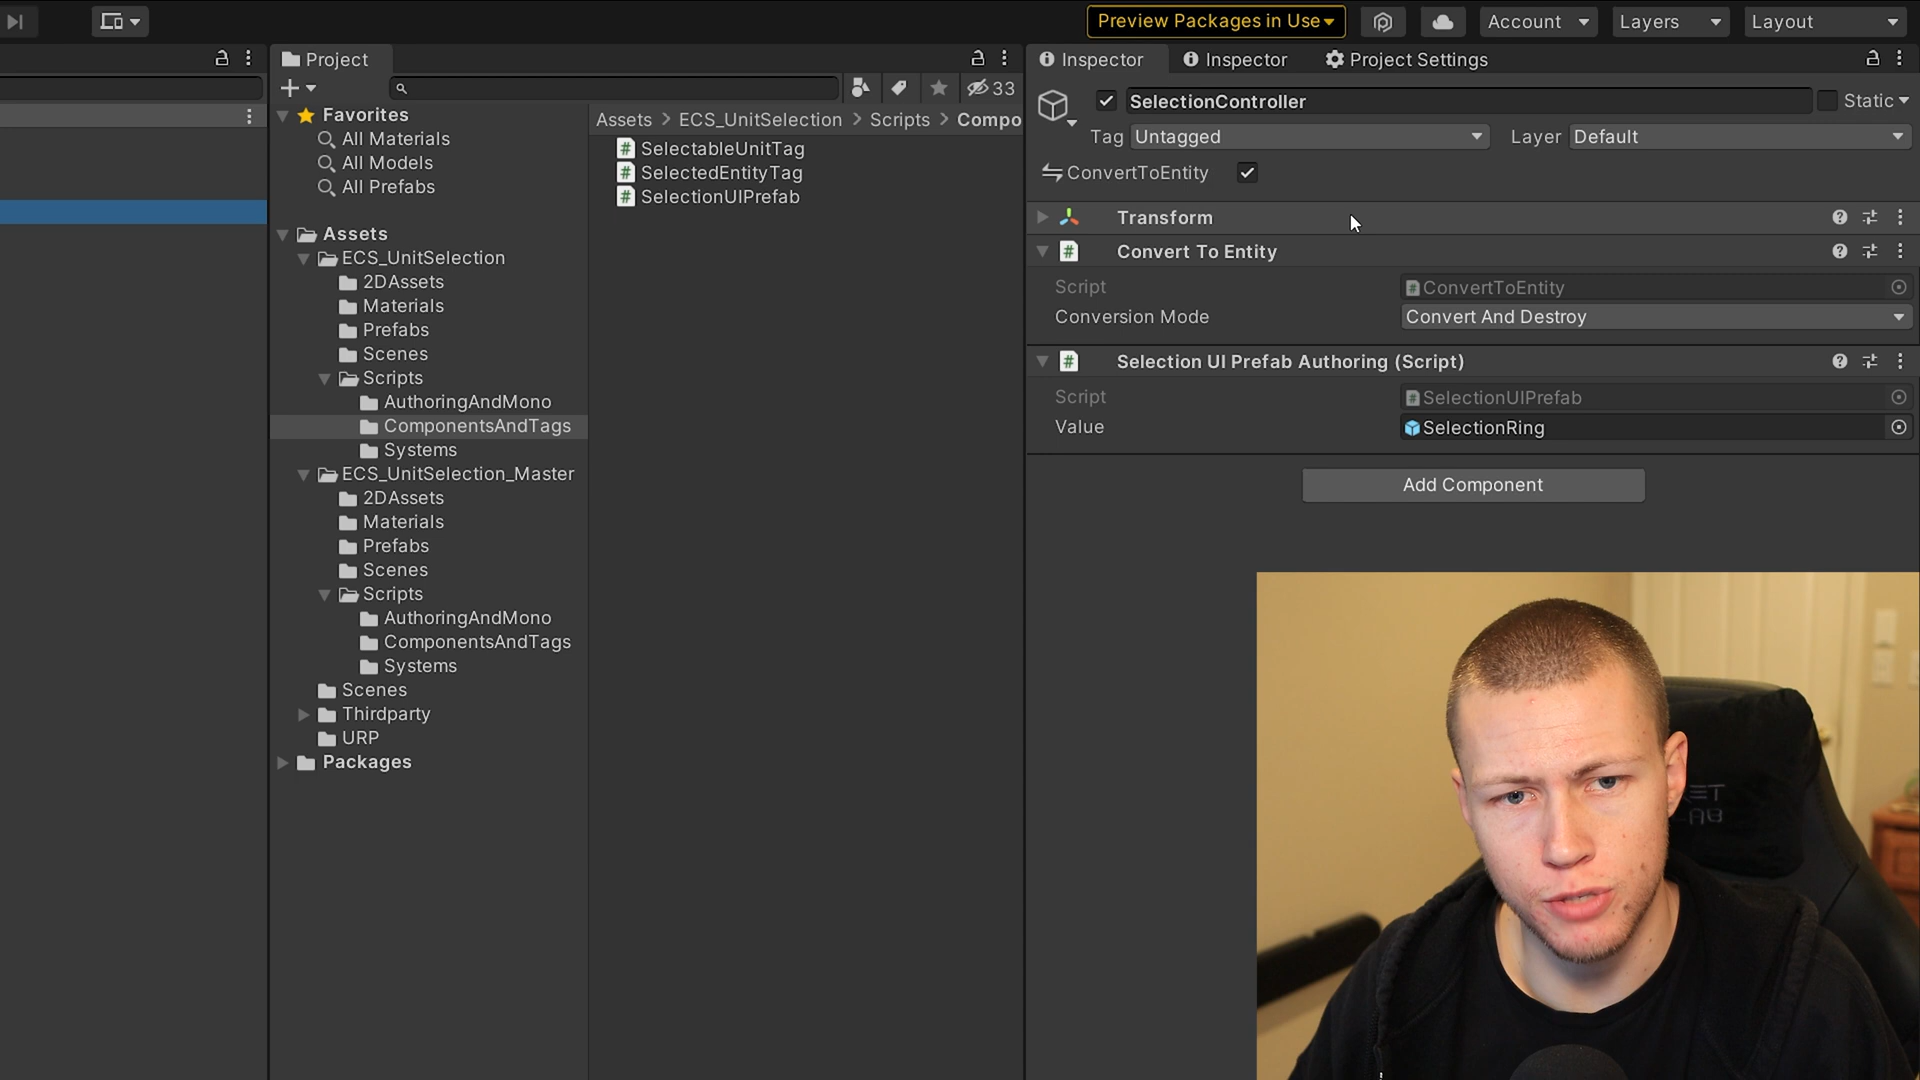 Preview Packages in Use
Account
Layers
Layout
Project
33
Inspector
Inspector
Project Settings
Favorites
All Materials
All Models
All Prefabs
Assets
ECS_UnitSelection
2DAssets
Materials
Prefabs
Scenes
Scripts
AuthoringAndMono
ComponentsAndTags
Systems
ECS_UnitSelection_Master
2DAssets
Materials
Prefabs
Scenes
Scripts
AuthoringAndMono
ComponentsAndTags
Systems
Scenes
Thirdparty
URP
Packages
Assets > ECS_UnitSelection > Scripts > Compo
SelectableUnitTag
SelectedEntityTag
SelectionUIPrefab
SelectionController
Static
Tag Untagged
Layer Default
ConvertToEntity
Transform
Convert To Entity
Script ConvertToEntity
Conversion Mode Convert And Destroy
Selection UI Prefab Authoring (Script)
Script SelectionUIPrefab
Value SelectionRing
Add Component